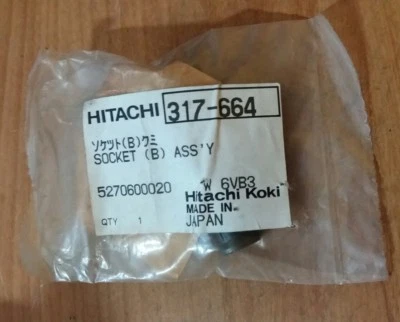 HITACHI 317-664
ソケツト(B)クミ
SOCKET (B) ASS'Y
5270600020 W 6VB3
Hitachi Koki
MADE IN
QTY 1 JAPAN